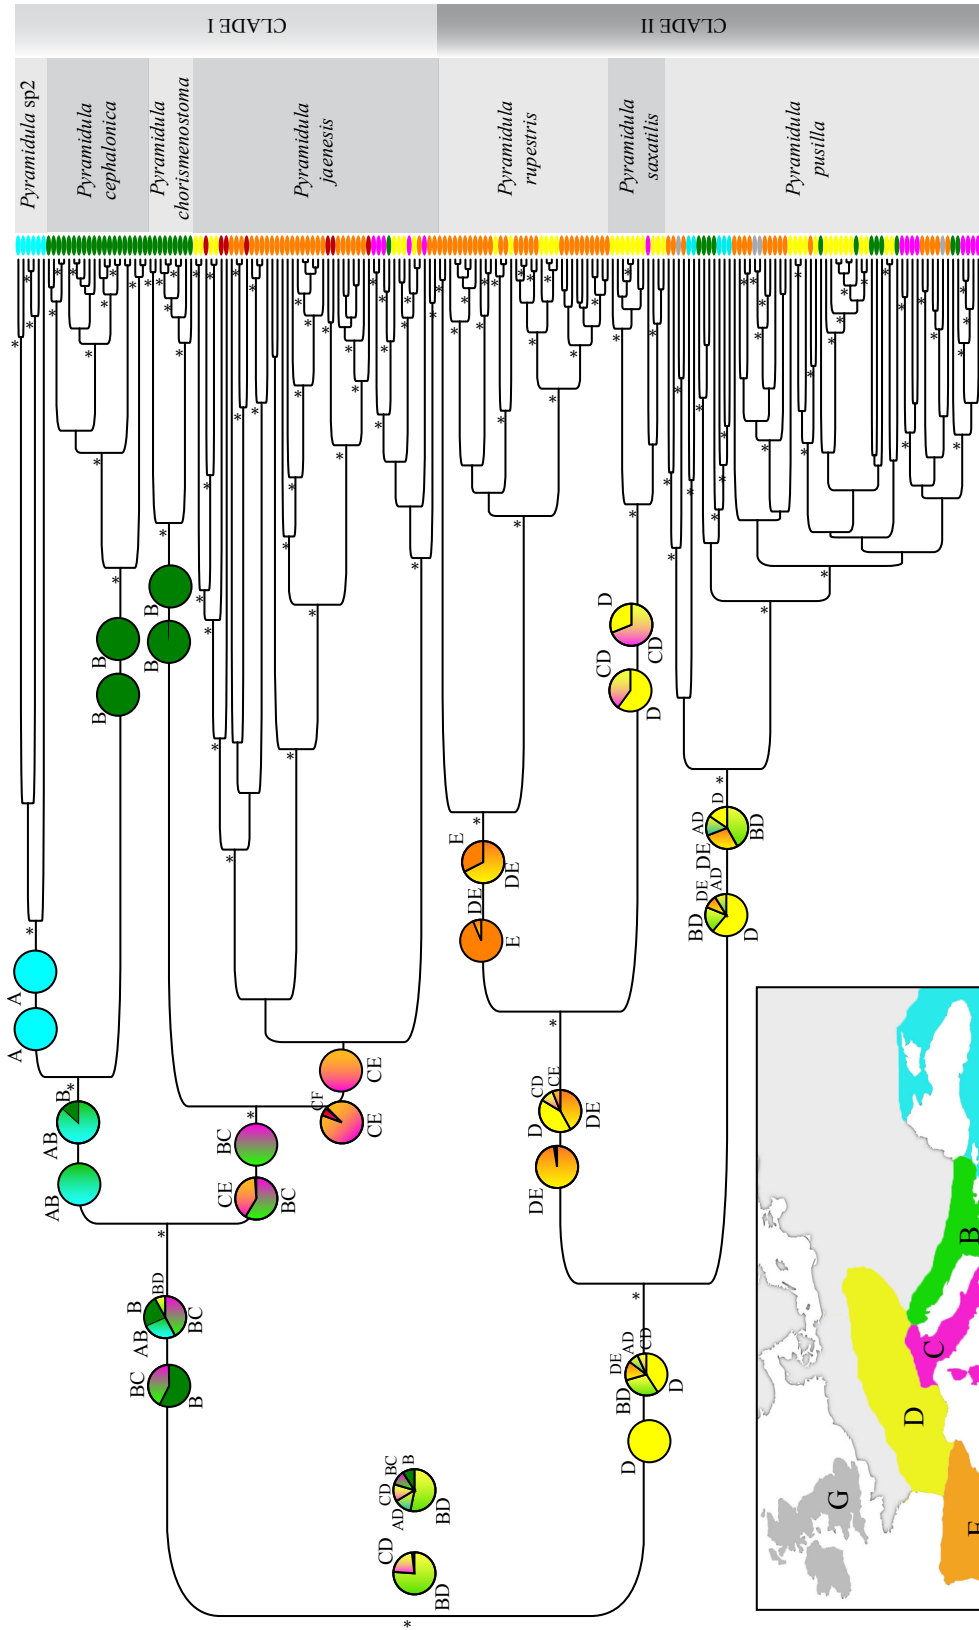 CLADE I
CLADE II
Pyramidula sp2
Pyramidula
cephalonica
Pyramidula
chorismenostoma
Pyramidula
jaenesis
Pyramidula
rupestris
Pyramidula
saxatilis
Pyramidula
pusilla
*
A
A
B
B
B
B
AB
B
AB
BC
CE
BC
CF
CE
CE
BC
B
AB
B
BD
BC
E
DE
DE
E
D
CD
CD
D
D
CD
CE
DE
DE
D
AD
DE
BD
AD
DE
BD
D
DE
AD
CD
BD
D
D
CD
BD
AD
CD
BC
B
BD
G
D
C
B